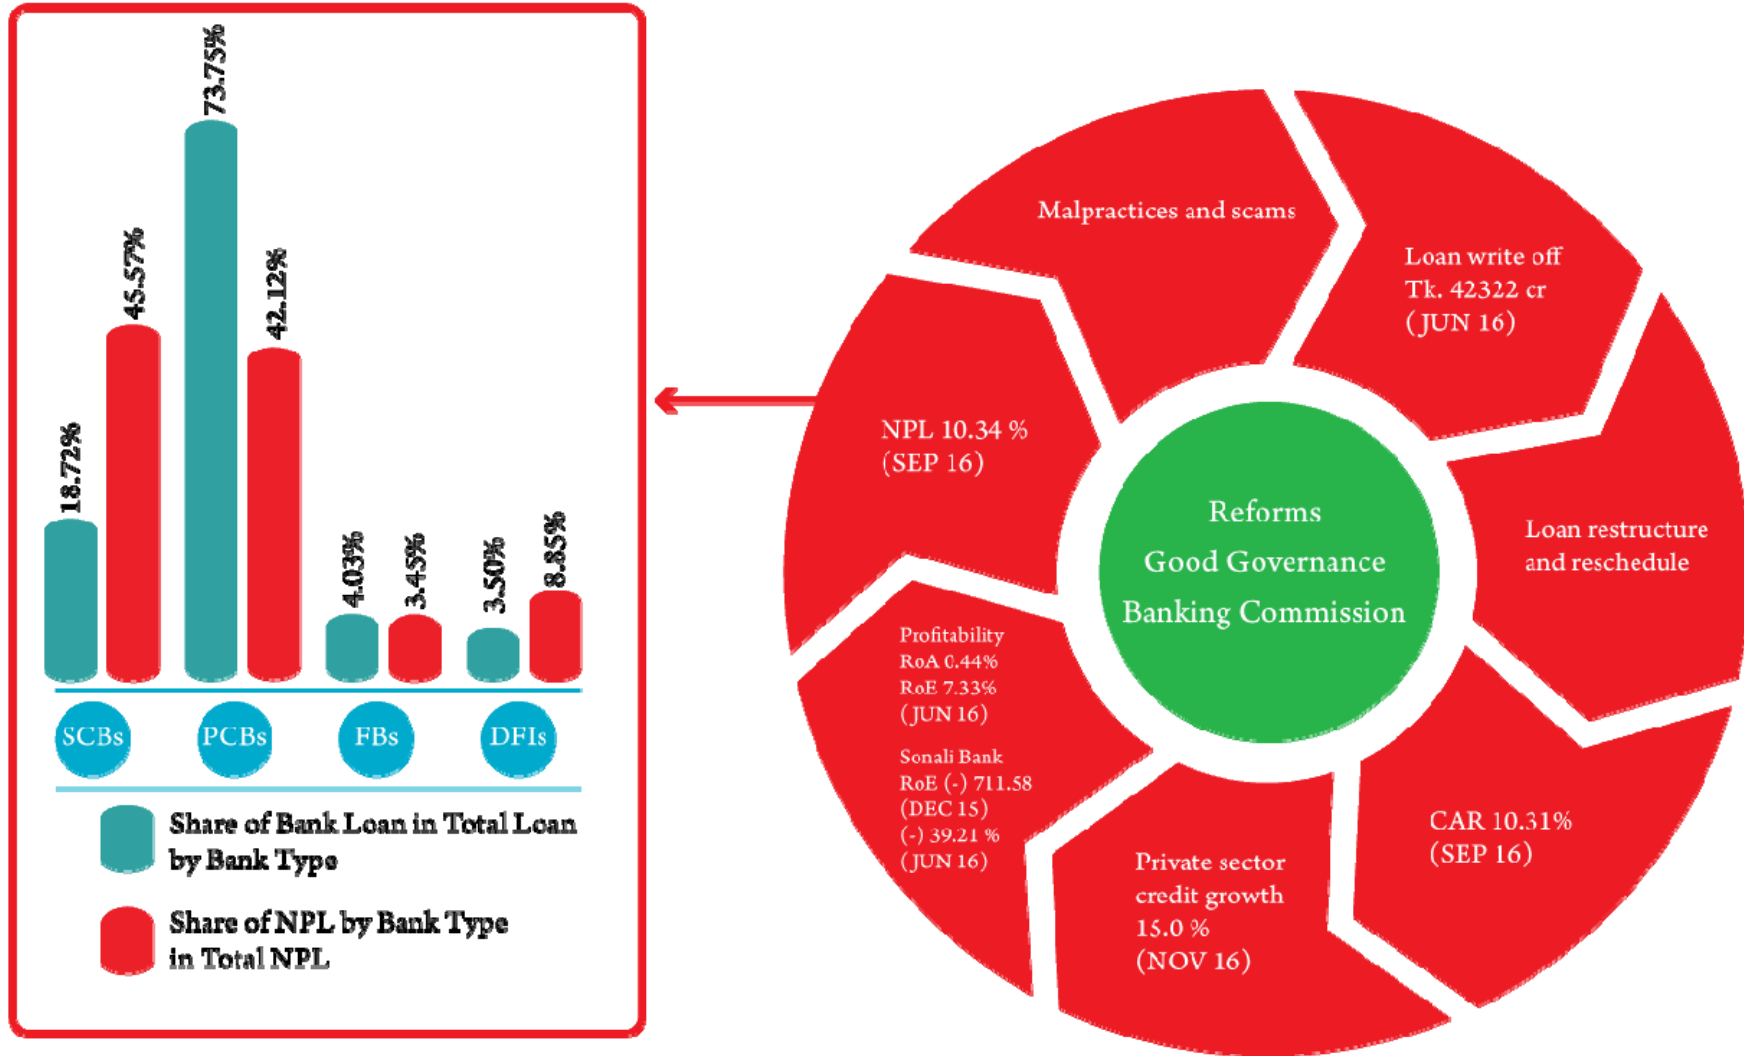 18.72%
45.57%
73.75%
42.12%
4.03%
3.45%
3.50%
8.85%
SCBs
PCBs
FBs
DFIs
Share of Bank Loan in Total Loan
by Bank Type
Share of NPL by Bank Type
in Total NPL
Malpractices and scams
Loan write off
Tk. 42322 cr
(JUN 16)
Loan restructure
and reschedule
CAR 10.31%
(SEP 16)
Private sector
credit growth
15.0 %
(NOV 16)
Profitability
RoA 0.44%
RoE 7.33%
(JUN 16)
Sonali Bank
RoE (-) 711.58
(DEC 15)
(-) 39.21 %
(JUN 16)
NPL 10.34 %
(SEP 16)
Reforms
Good Governance
Banking Commission